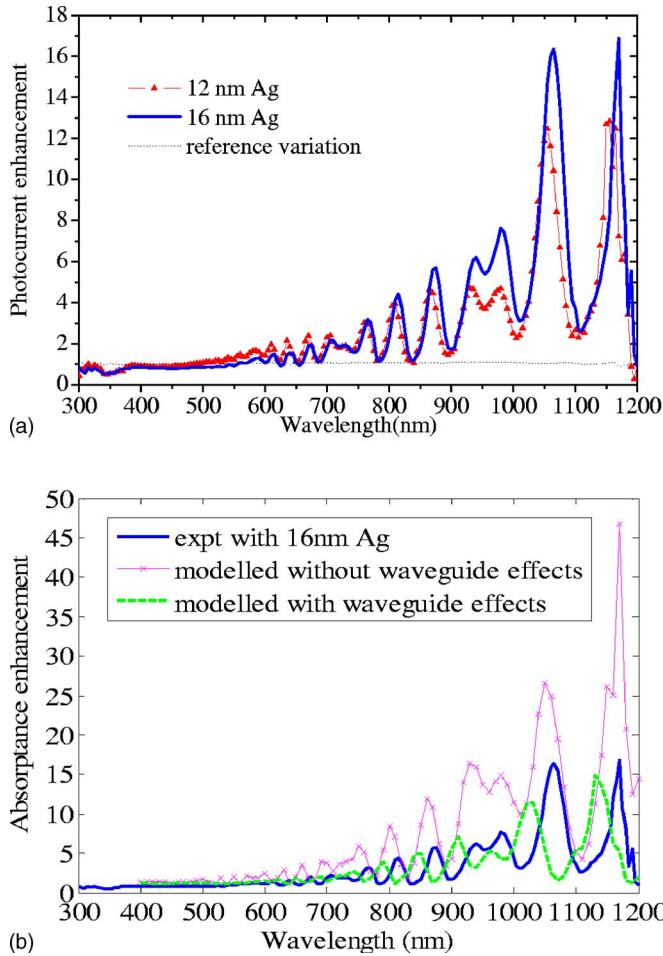 18
16
14
12
10
8
6
4
2
0
Photocurrent enhancement
12 nm Ag
16 nm Ag
reference variation
300 400 500 600 700 800 900 1000 1100 1200
Wavelength(nm)
(a)
50
45
40
35
30
25
20
15
10
5
0
Absorptance enhancement
expt with 16nm Ag
modelled without waveguide effects
modelled with waveguide effects
300 400 500 600 700 800 900 1000 1100 1200
Wavelength (nm)
(b)